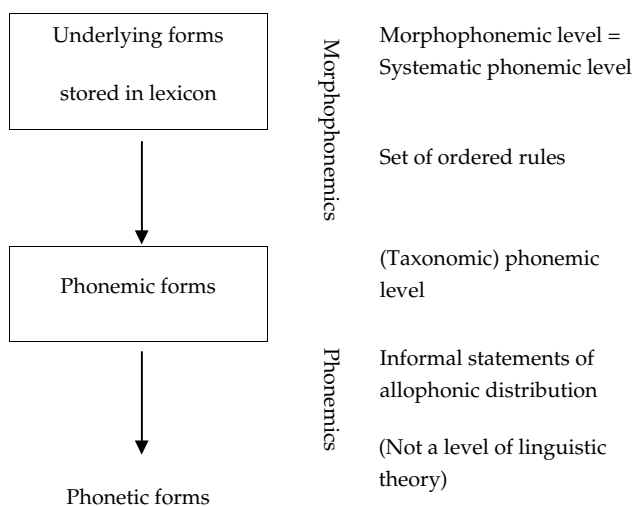 Underlying forms
stored in lexicon
Morphophonemics
Morphophonemic level =
Systematic phonemic level
Set of ordered rules
Phonemic forms
(Taxonomic) phonemic
level
Phonemics
Informal statements of
allophonic distribution
(Not a level of linguistic
theory)
Phonetic forms